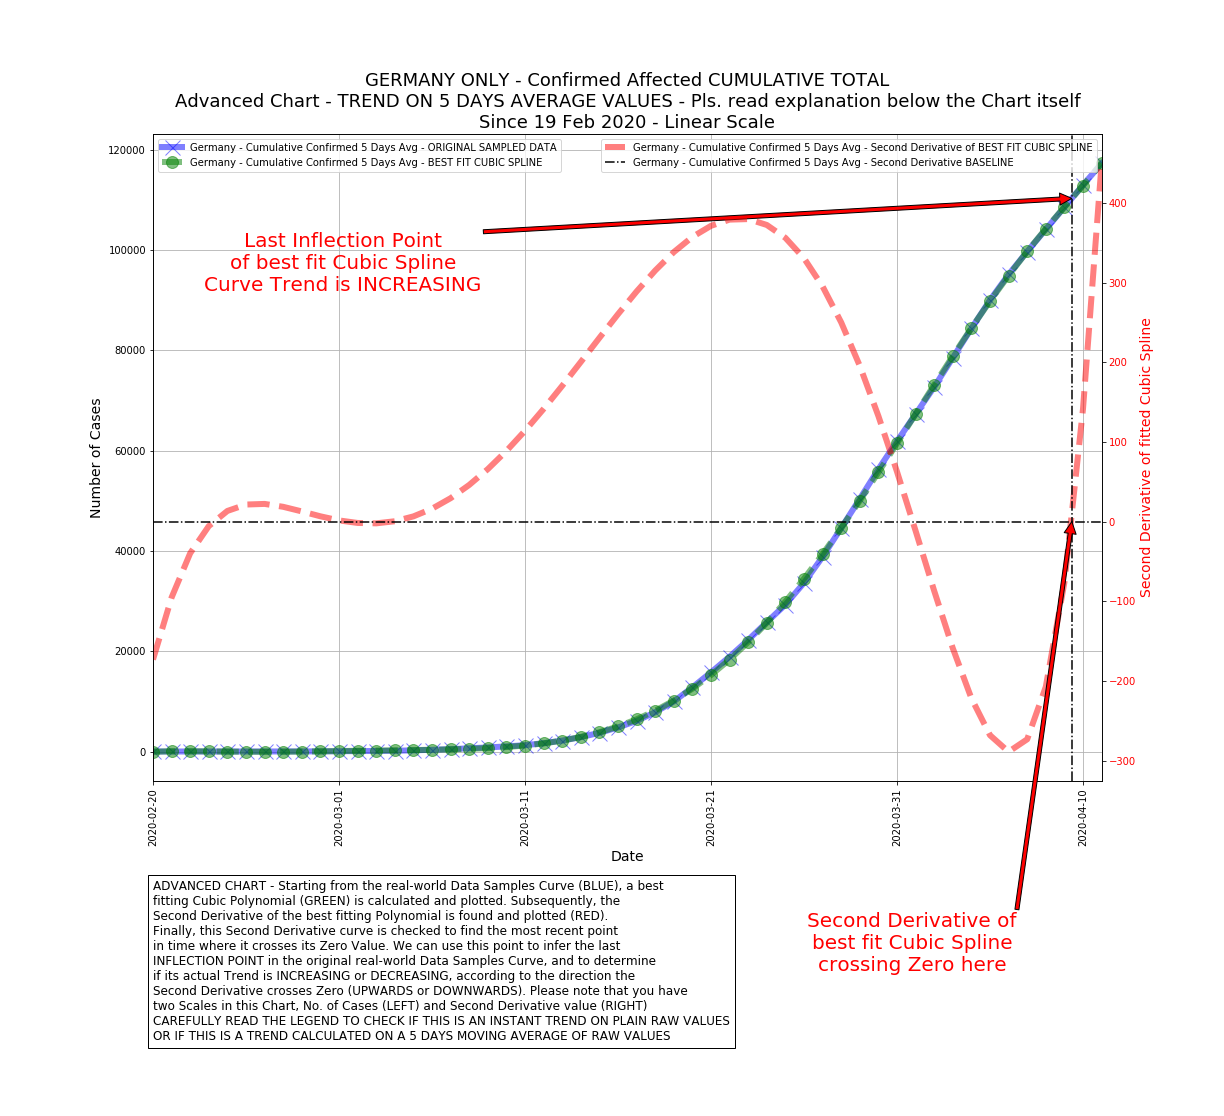 GERMANY ONLY - Confirmed Affected CUMULATIVE TOTAL
Advanced Chart - TREND ON 5 DAYS AVERAGE VALUES - Pls. read explanation below the Chart itself
Since 19 Feb 2020 - Linear Scale
Germany - Cumulative Confirmed 5 Days Avg - ORIGINAL SAMPLED DATA
Germany - Cumulative Confirmed 5 Days Avg - BEST FIT CUBIC SPLINE
Germany - Cumulative Confirmed 5 Days Avg - Second Derivative of BEST FIT CUBIC SPLINE
Germany - Cumulative Confirmed 5 Days Avg - Second Derivative BASELINE
Last Inflection Point
of best fit Cubic Spline
Curve Trend is INCREASING
Number of Cases
120000
100000
80000
60000
40000
20000
0
400
300
200
100
0
−100
−200
−300
Second Derivative of fitted Cubic Spline
2020-02-20
2020-03-01
2020-03-11
2020-03-21
2020-03-31
2020-04-10
Date
ADVANCED CHART - Starting from the real-world Data Samples Curve (BLUE), a best
fitting Cubic Polynomial (GREEN) is calculated and plotted. Subsequently, the
Second Derivative of the best fitting Polynomial is found and plotted (RED).
Finally, this Second Derivative curve is checked to find the most recent point
in time where it crosses its Zero Value. We can use this point to infer the last
INFLECTION POINT in the original real-world Data Samples Curve, and to determine
if its actual Trend is INCREASING or DECREASING, according to the direction the
Second Derivative crosses Zero (UPWARDS or DOWNWARDS). Please note that you have
two Scales in this Chart, No. of Cases (LEFT) and Second Derivative value (RIGHT)
CAREFULLY READ THE LEGEND TO CHECK IF THIS IS AN INSTANT TREND ON PLAIN RAW VALUES
OR IF THIS IS A TREND CALCULATED ON A 5 DAYS MOVING AVERAGE OF RAW VALUES
Second Derivative of
best fit Cubic Spline
crossing Zero here